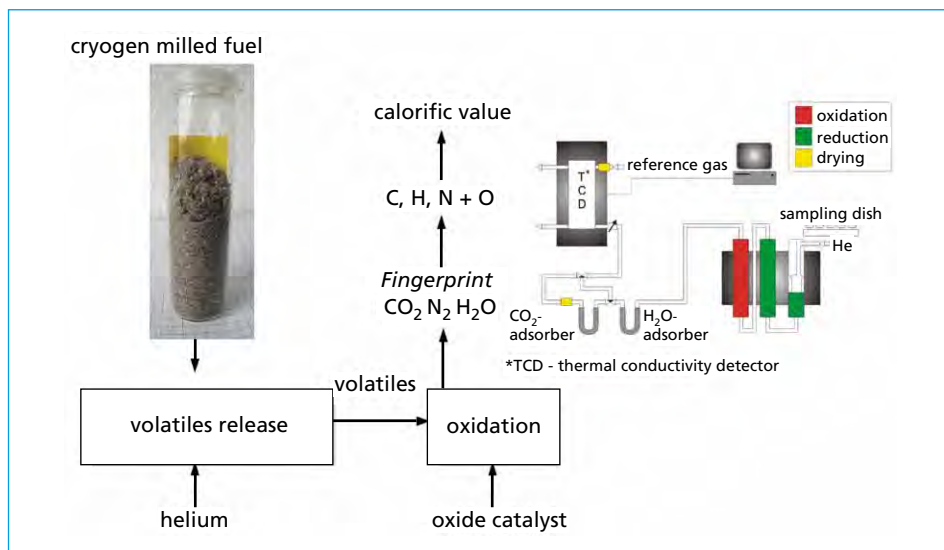 cryogen milled fuel
calorific value
C, H, N + O
Fingerprint
CO₂ N₂ H₂O
volatiles
volatiles release
oxidation
helium
oxide catalyst
oxidation
reduction
drying
reference gas
T*
C
D
sampling dish
He
CO₂-
adsorber
H₂O-
adsorber
*TCD - thermal conductivity detector